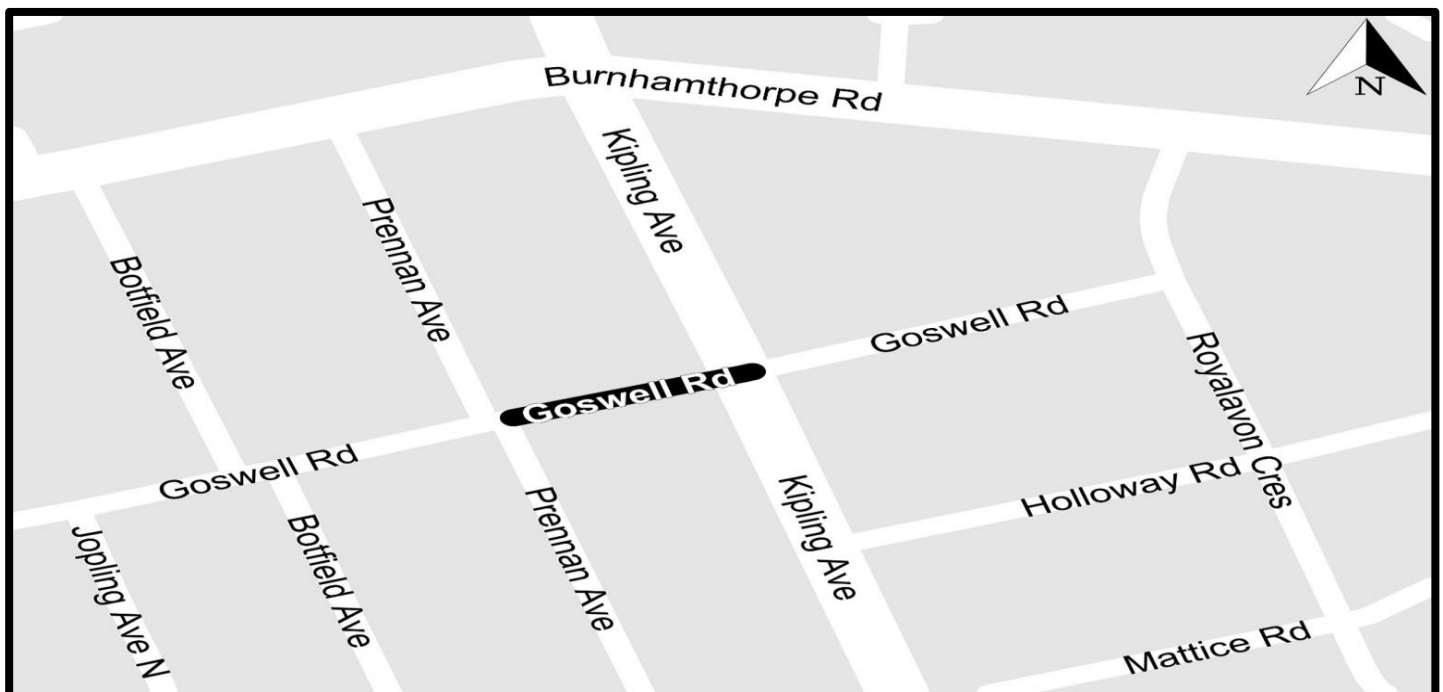 N
Burnhamthorpe Rd
Kipling Ave
Prennan Ave
Botfield Ave
Goswell Rd
Royalavon Cres
Goswell Rd
Goswell Rd
Holloway Rd
Kipling Ave
Prennan Ave
Botfield Ave
Jopling Ave N
Mattice Rd